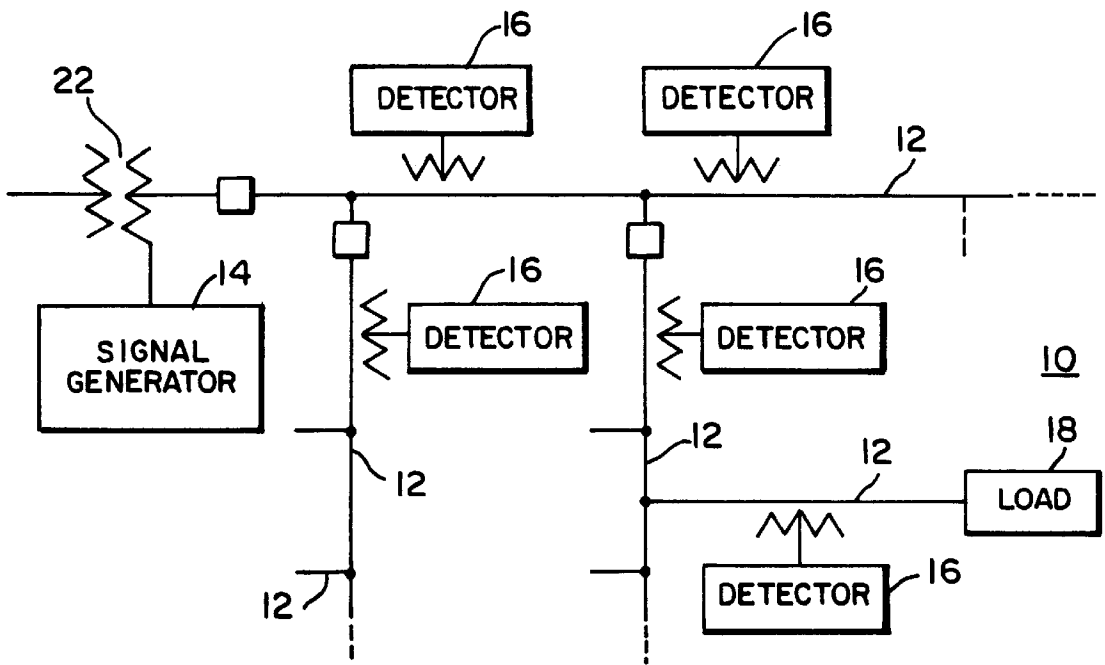 16
16
22
DETECTOR
DETECTOR
12
14
16
16
SIGNAL
GENERATOR
DETECTOR
DETECTOR
10
12
12
12
18
LOAD
12
DETECTOR
16